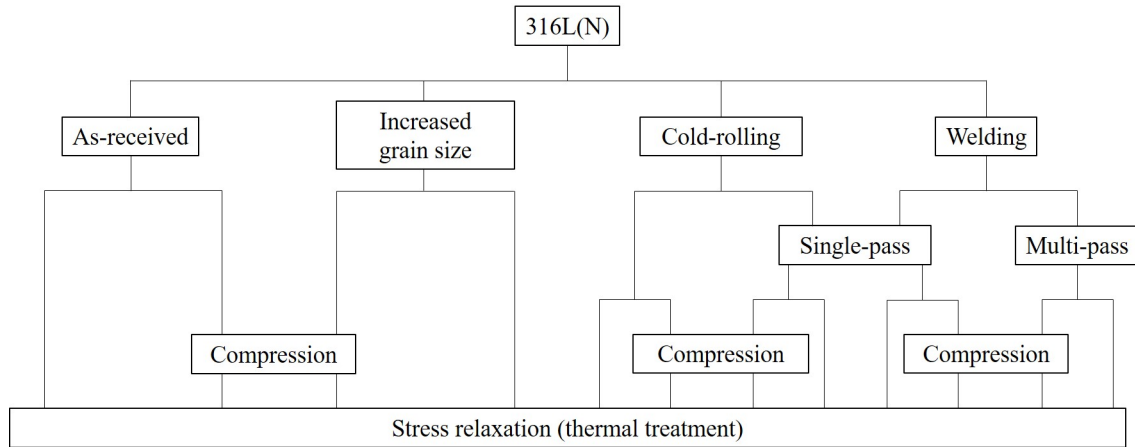 316L(N)
As-received
Increased
grain size
Cold-rolling
Welding
Single-pass
Multi-pass
Compression
Compression
Compression
Stress relaxation (thermal treatment)